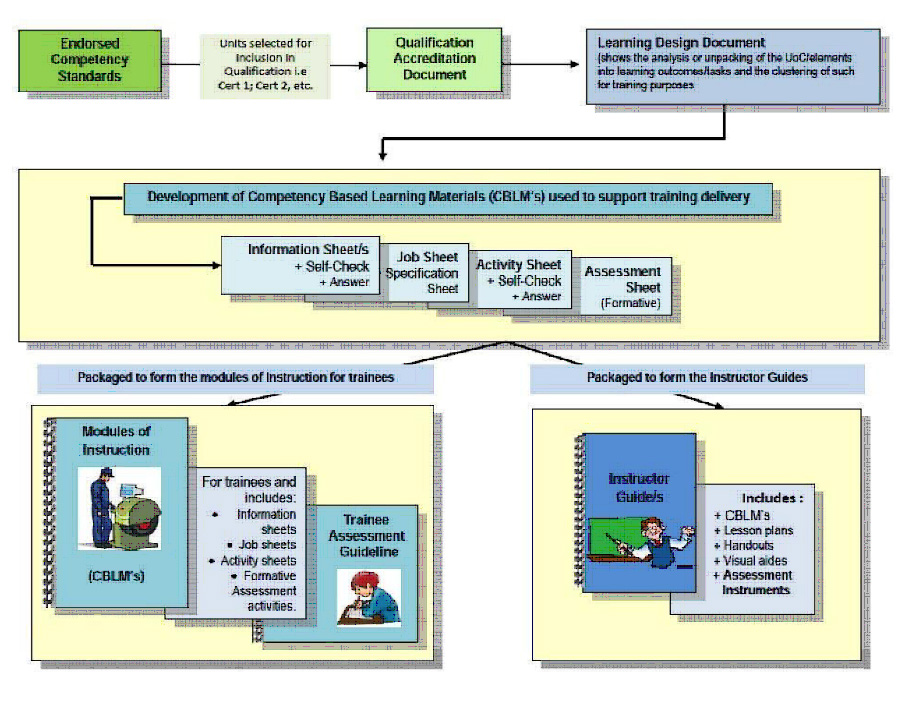 Endorsed
Competency
Standards
Units selected for
Inclusion in
Qualification i.e
Cert 1; Cert 2, etc.
Qualification
Accreditation
Document
Learning Design Document
(shows the analysis or unpacking of the UoC/elements
into learning outcomes/tasks and the clustering of such
for training purposes
Development of Competency Based Learning Materials (CBLM's) used to support training delivery
Information Sheet/s
+ Self-Check
+ Answer
Job Sheet
Specification
Sheet
Activity Sheet
+ Self-Check
+ Answer
Assessment
Sheet
(Formative)
Packaged to form the modules of Instruction for trainees
Packaged to form the Instructor Guides
Modules of
Instruction
(CBLM's)
For trainees and
includes:
• Information
sheets
• Job sheets
• Activity sheets
• Formative
Assessment
activities.
Trainee
Assessment
Guideline
Instructor
Guide/s
Includes :
+ CBLM's
+ Lesson plans
+ Handouts
+ Visual aides
+ Assessment
Instruments